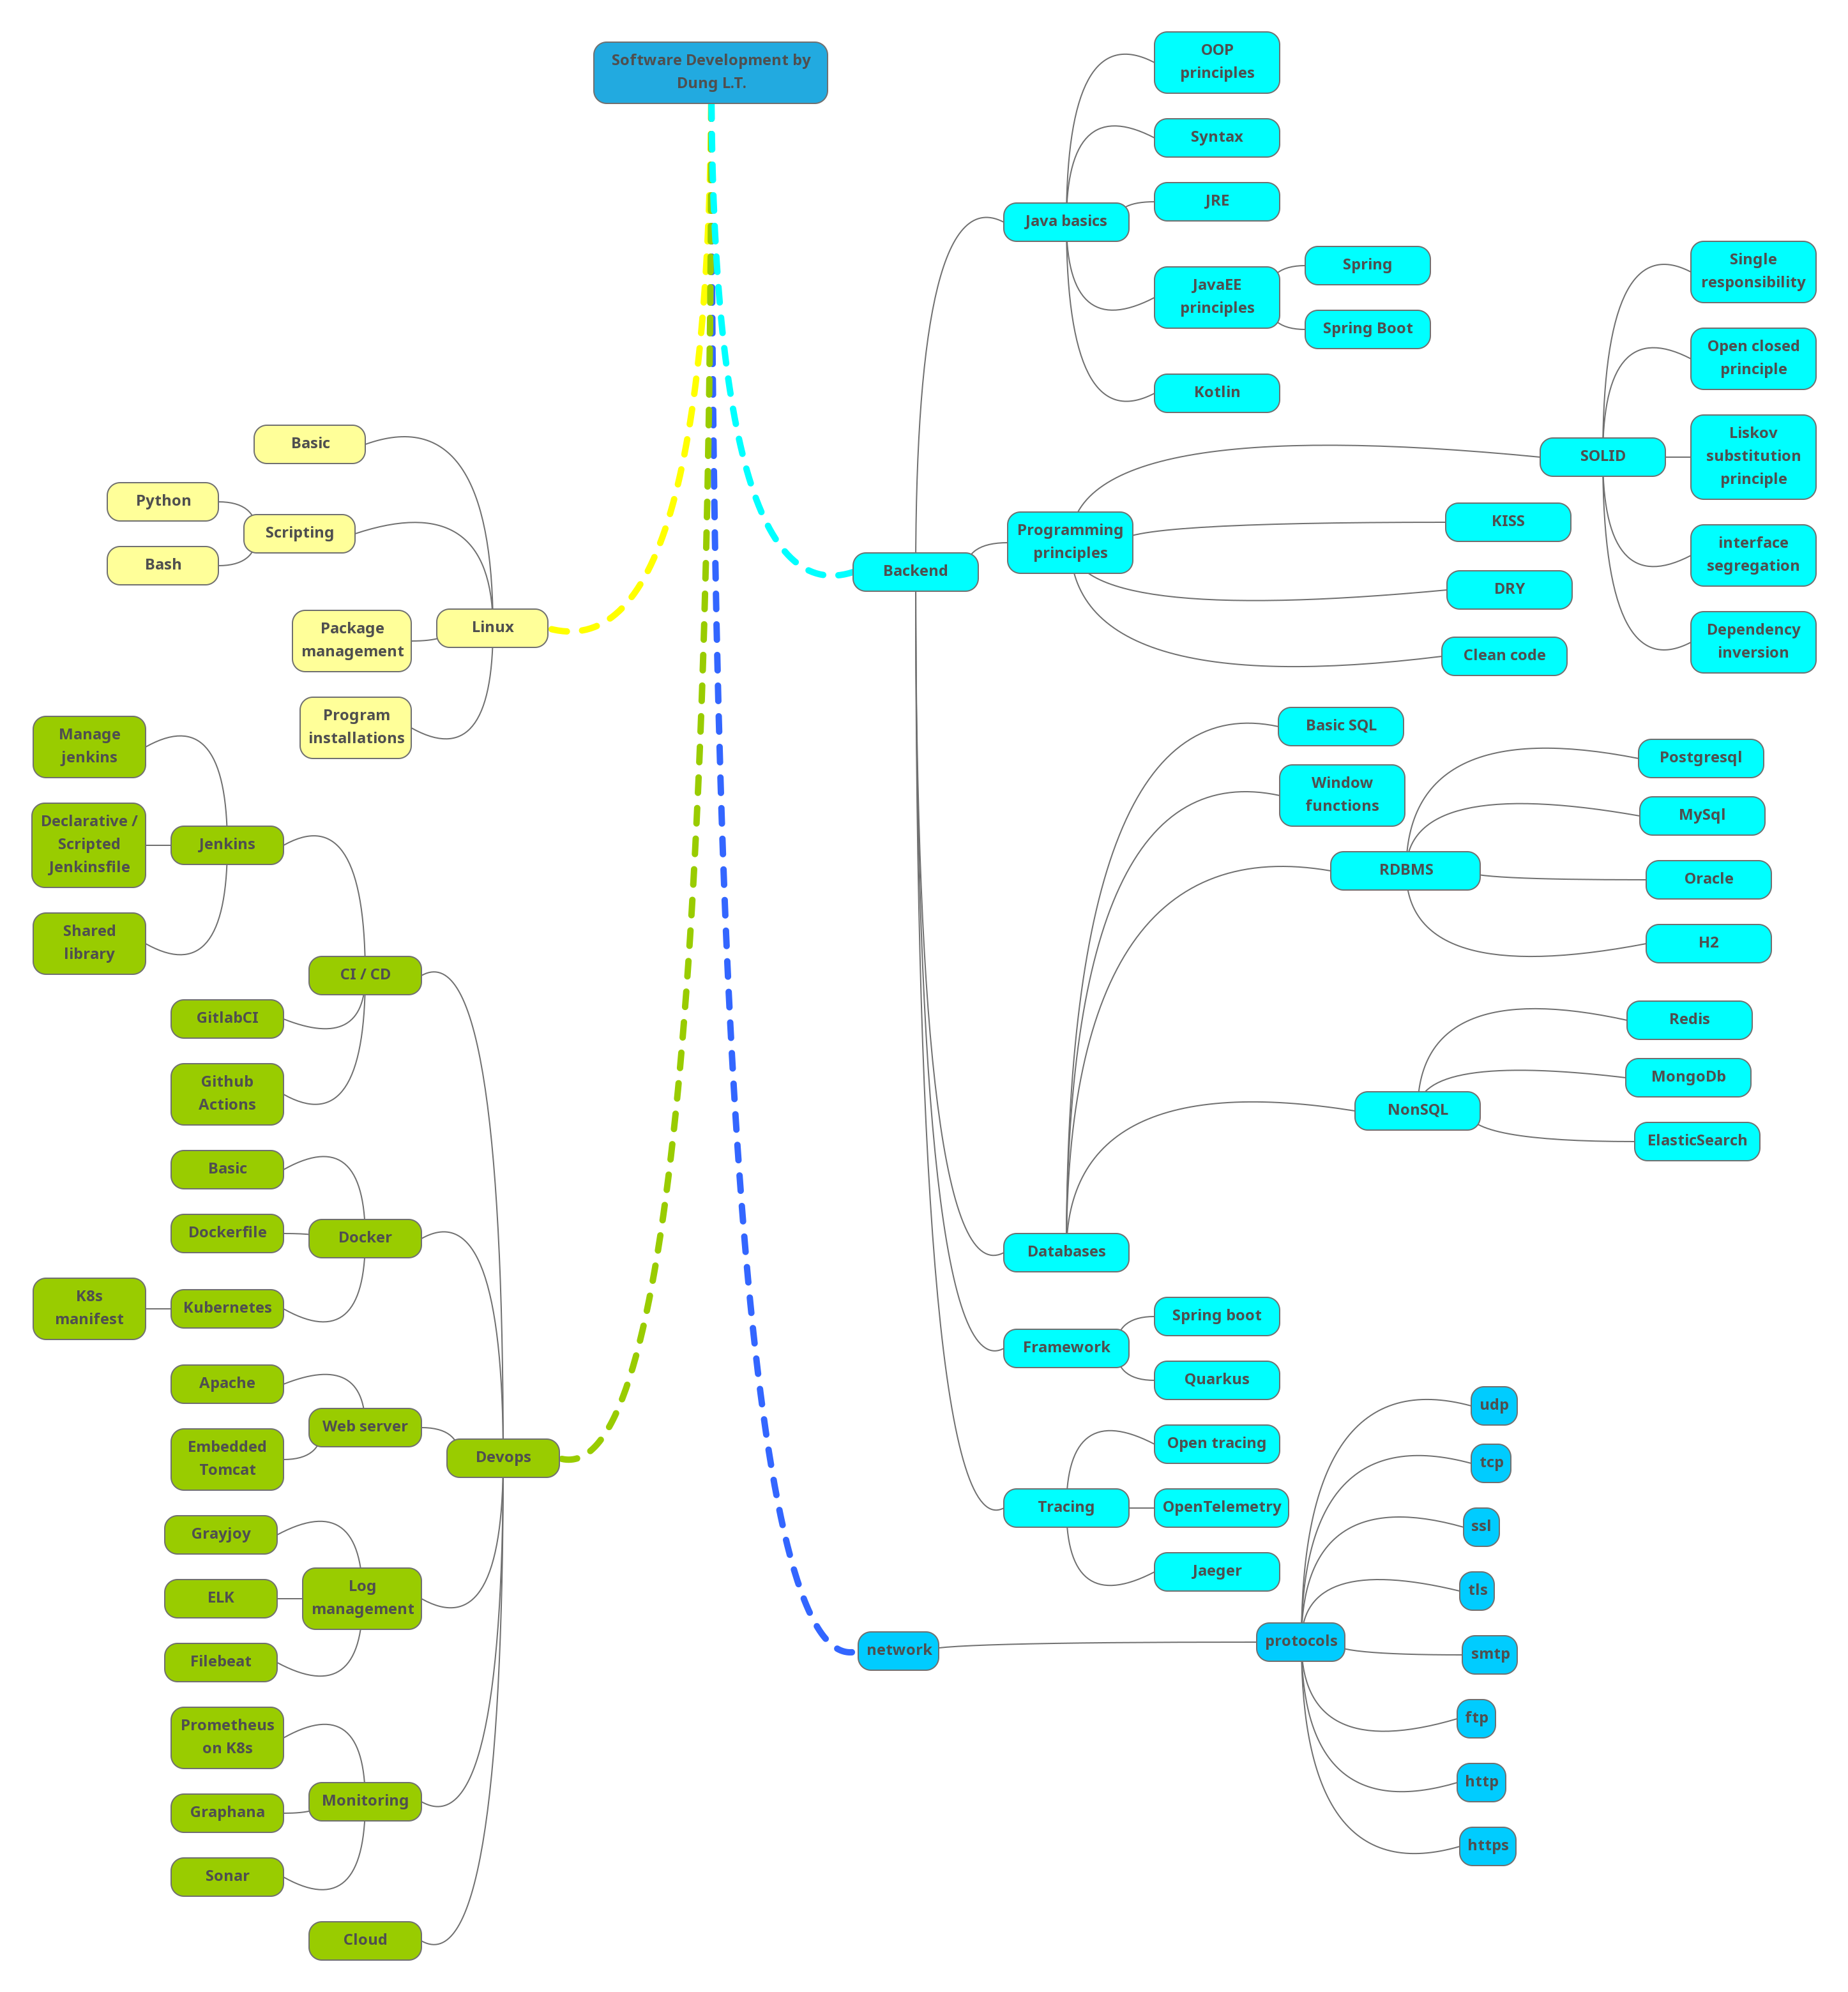 Software Development by
Dung L.T.
Backend
Java basics
OOP
principles
Syntax
JRE
JavaEE
principles
Spring
Spring Boot
Kotlin
Programming
principles
SOLID
Single
responsibility
Open closed
principle
Liskov
substitution
principle
interface
segregation
Dependency
inversion
KISS
DRY
Clean code
Databases
Basic SQL
Window
functions
RDBMS
Postgresql
MySql
Oracle
H2
NonSQL
Redis
MongoDb
ElasticSearch
Framework
Spring boot
Quarkus
Tracing
Open tracing
OpenTelemetry
Jaeger
network
protocols
udp
tcp
ssl
tls
smtp
ftp
http
https
Linux
Basic
Scripting
Python
Bash
Package
management
Program
installations
Devops
CI / CD
Jenkins
Manage
jenkins
Declarative /
Scripted
Jenkinsfile
Shared
library
GitlabCI
Github
Actions
Docker
Basic
Dockerfile
Kubernetes
K8s
manifest
Web server
Apache
Embedded
Tomcat
Log
management
Grayjoy
ELK
Filebeat
Monitoring
Prometheus
on K8s
Graphana
Sonar
Cloud